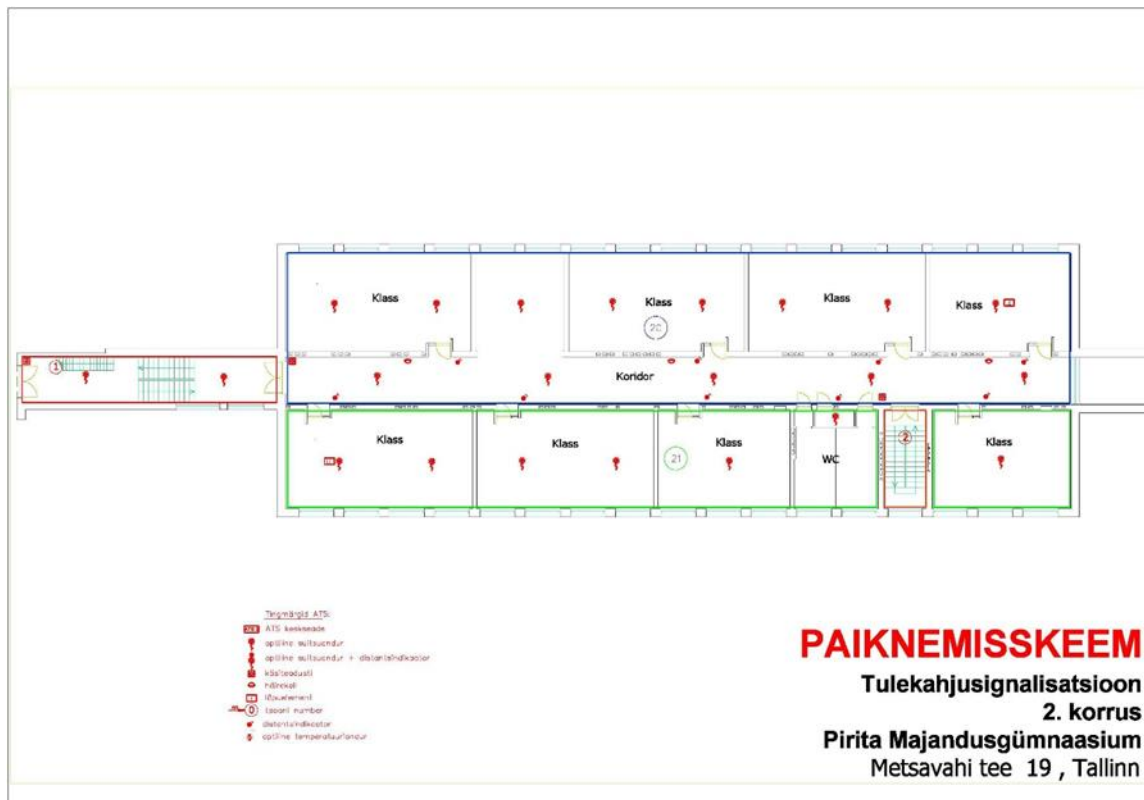 Klass
Klass
Klass
Klass
20
1
Koridor
Klass
Klass
Klass
21
WC
2
Klass
Tingmärgid ATS:
ATS keskseade
optiline suitsuandur
optiline suitsuandur + distantsindikaator
käsiteadusti
häirekell
lõpuelement
tsooni number
distantsindikaator
optiline temperatuuriandur
PAIKNEMISSKEEM
Tulekahjusignalisatsioon
2. korrus
Pirita Majandusgümnaasium
Metsavahi tee 19 , Tallinn